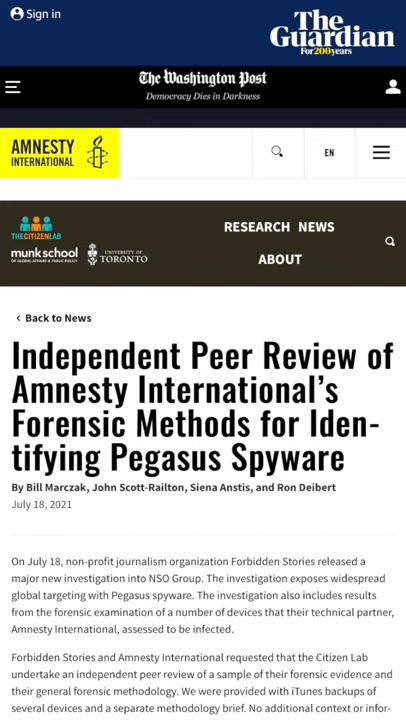 Sign in
The
Guardian
For 200 years
The Washington Post
Democracy Dies in Darkness
AMNESTY
INTERNATIONAL
EN
THECITIZENLAB
munkschool
OF GLOBAL AFFAIRS & PUBLIC POLICY
UNIVERSITY OF
TORONTO
RESEARCH NEWS
ABOUT
Back to News
Independent Peer Review of
Amnesty International's
Forensic Methods for Iden-
tifying Pegasus Spyware
By Bill Marczak, John Scott-Railton, Siena Anstis, and Ron Deibert
July 18, 2021
On July 18, non-profit journalism organization Forbidden Stories released a
major new investigation into NSO Group. The investigation exposes widespread
global targeting with Pegasus spyware. The investigation also includes results
from the forensic examination of a number of devices that their technical partner,
Amnesty International, assessed to be infected.
Forbidden Stories and Amnesty International requested that the Citizen Lab
undertake an independent peer review of a sample of their forensic evidence and
their general forensic methodology. We were provided with iTunes backups of
several devices and a separate methodology brief. No additional context or infor-